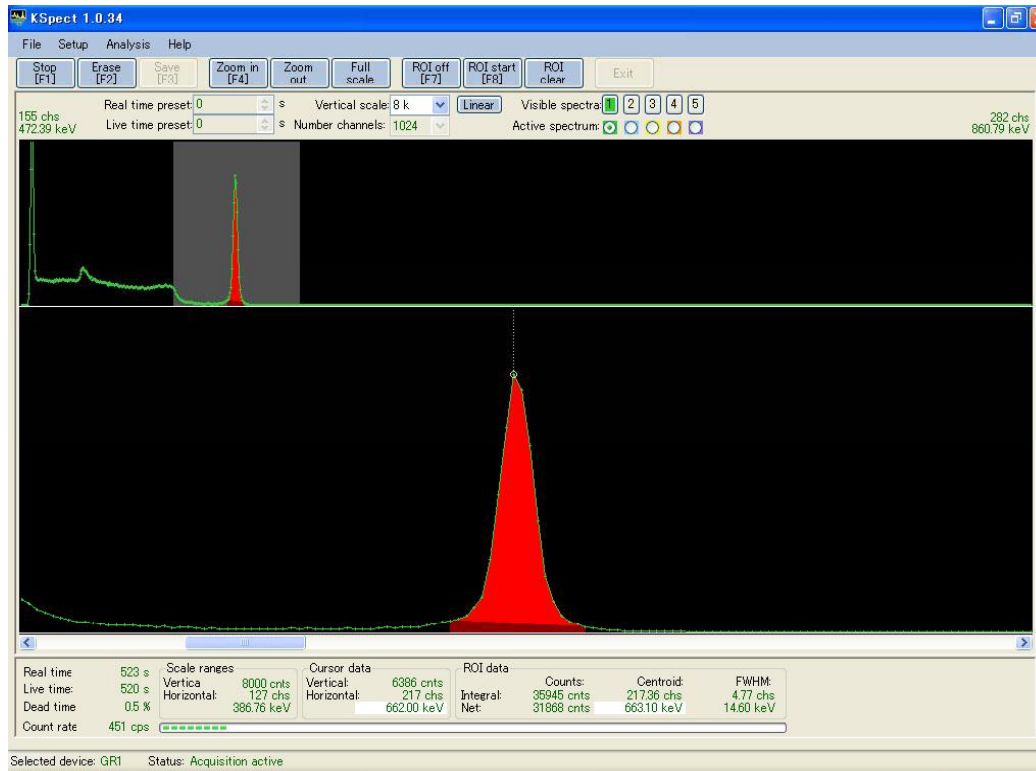 KSpect 1.0.34
File Setup Analysis Help
Stop [F1] Erase [F2] Save [F3] Zoom in [F4] Zoom out Full scale ROI off [F7] ROI start [F8] ROI clear Exit
Real time preset: 0 s Vertical scale: 8 k Linear Visible spectra: 1 2 3 4 5
155 chs
472.39 keV
Live time preset: 0 s Number channels: 1024 Active spectrum:
282 chs
860.79 keV
Real time 523 s
Live time: 520 s
Dead time 0.5 %
Count rate 451 cps
Scale ranges
Vertica 8000 cnts
Horizontal: 127 chs
386.76 keV
Cursor data
Vertical: 6386 cnts
Horizontal: 217 chs
662.00 keV
ROI data
Counts: Centroid: FWHM:
Integral: 35945 cnts 217.36 chs 4.77 chs
Net: 31868 cnts 663.10 keV 14.60 keV
Selected device: GR1 Status: Acquisition active